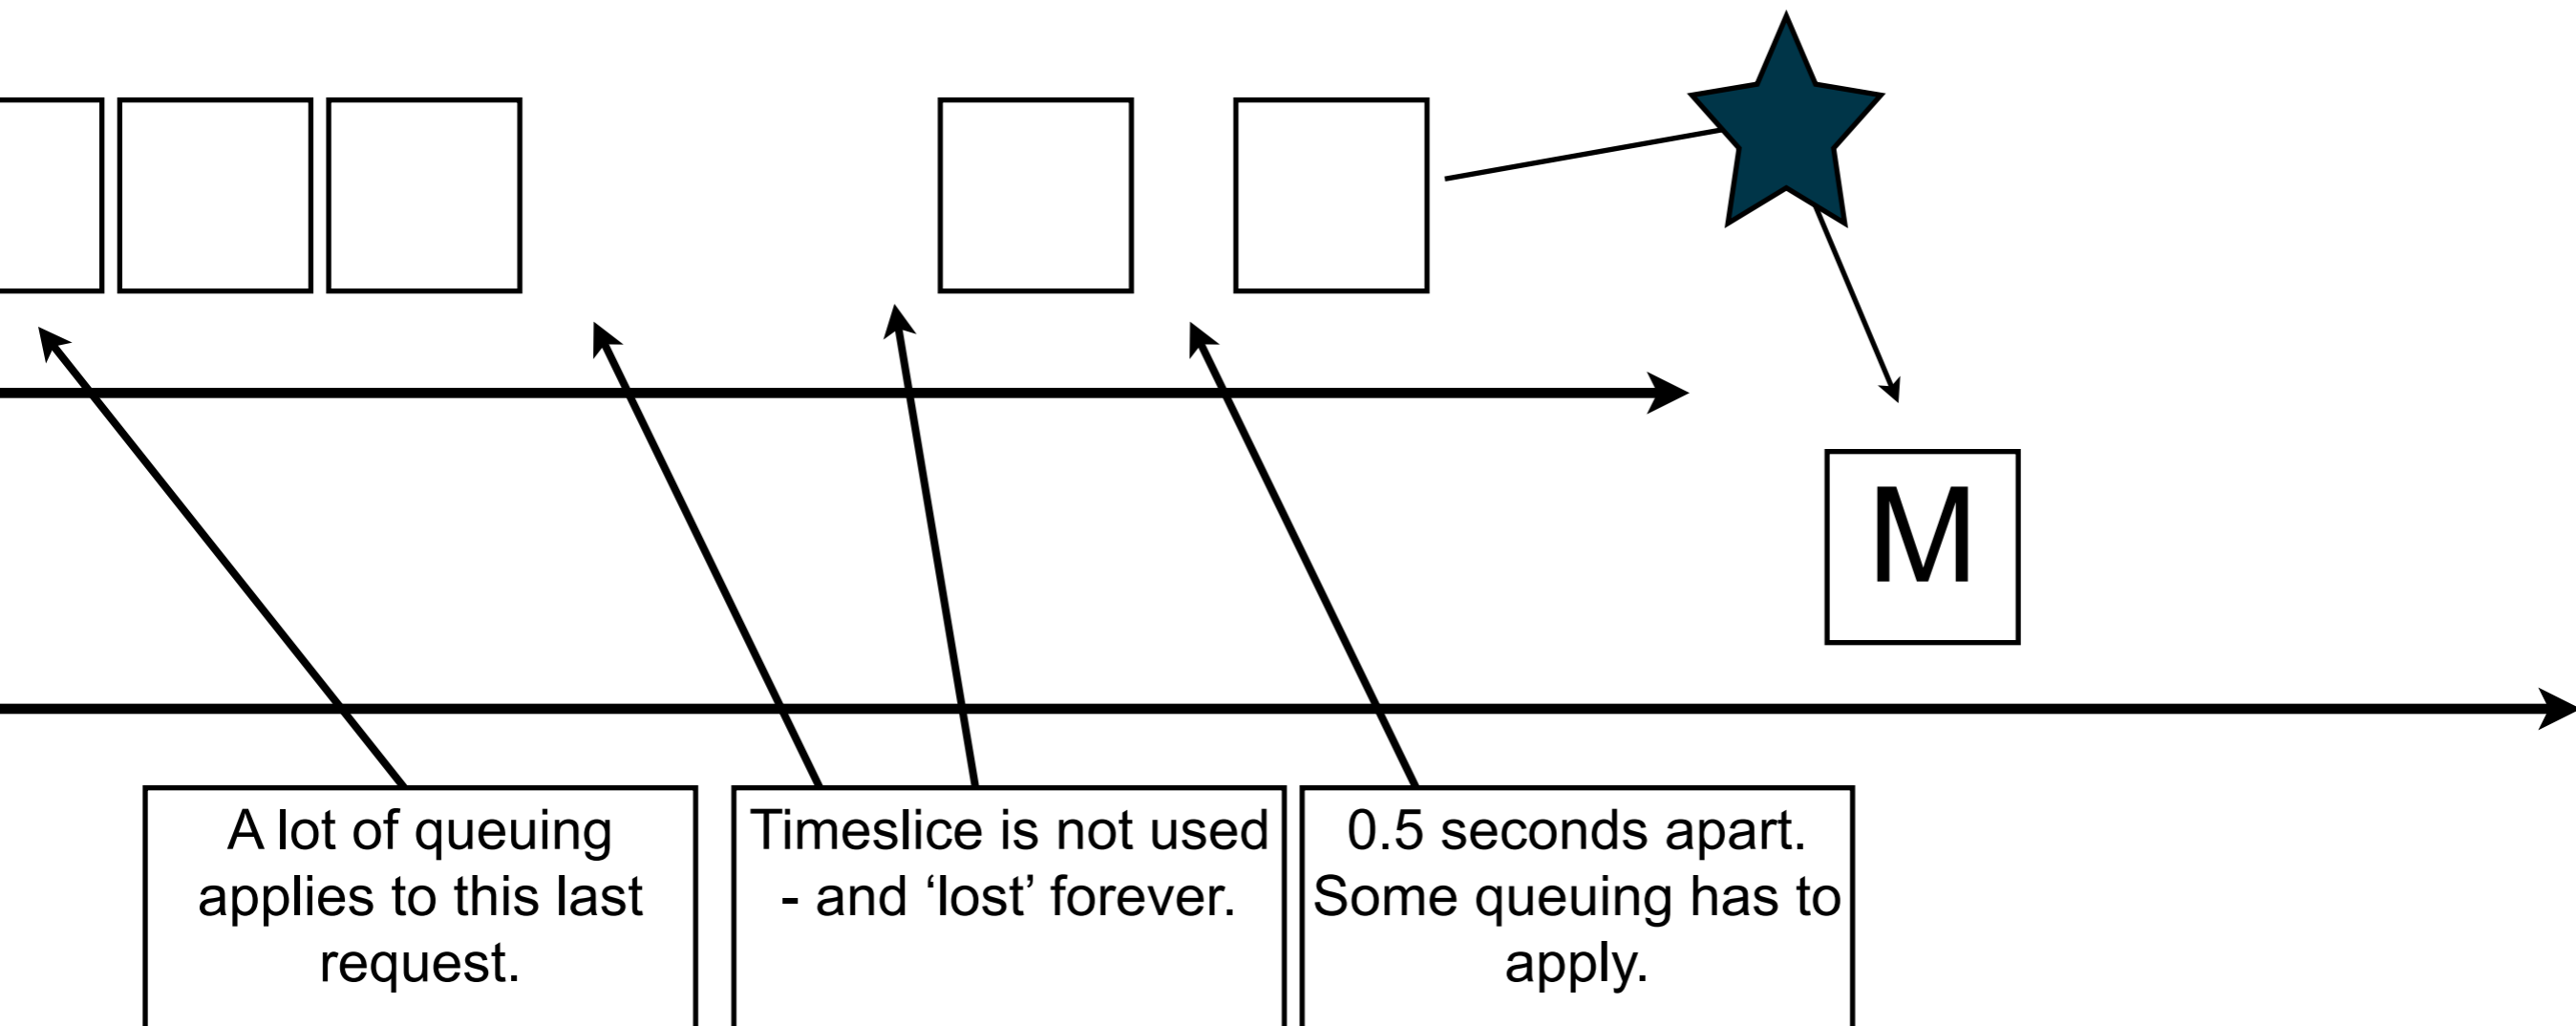 M
A lot of queuing
applies to this last
request.
Timeslice is not used
- and ‘lost’ forever.
0.5 seconds apart.
Some queuing has to
apply.